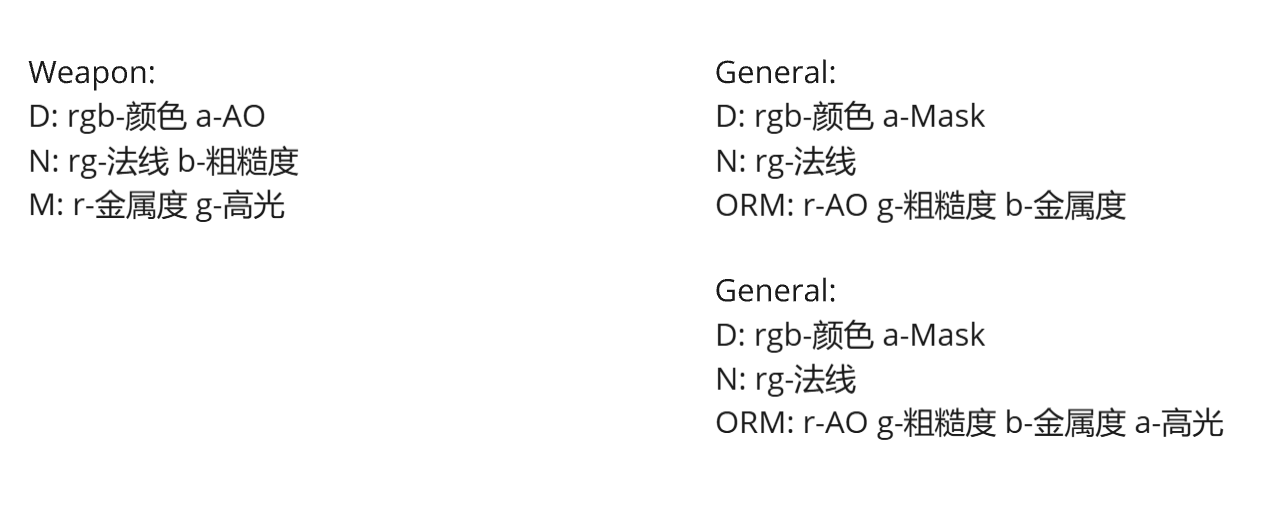 Weapon:
D: rgb-颜色 a-AO
N: rg-法线 b-粗糙度
M: r-金属度 g-高光
General:
D: rgb-颜色 a-Mask
N: rg-法线
ORM: r-AO g-粗糙度 b-金属度
General:
D: rgb-颜色 a-Mask
N: rg-法线
ORM: r-AO g-粗糙度 b-金属度 a-高光